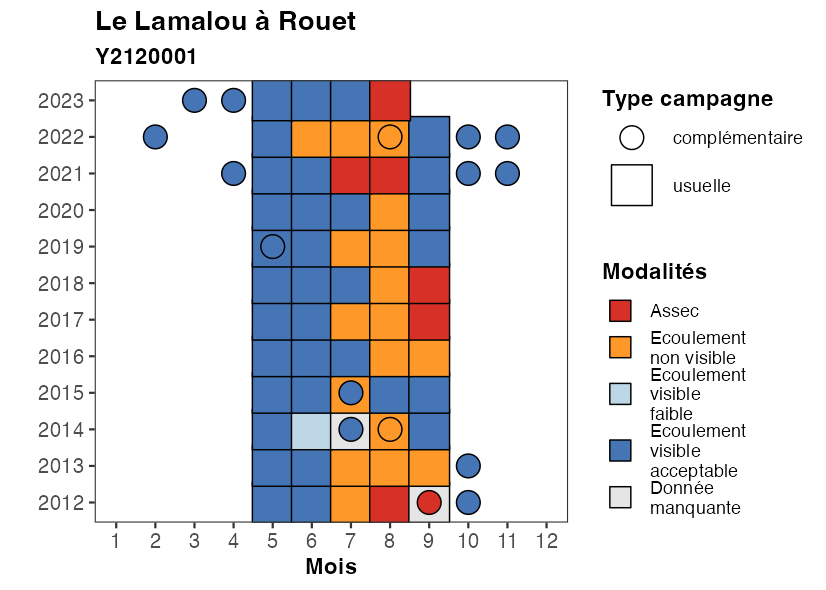 Le Lamalou à Rouet
Y2120001
2023
2022
2021
2020
2019
2018
2017
2016
2015
2014
2013
2012
1 2 3 4 5 6 7 8 9 10 11 12
Mois
Type campagne
complémentaire
usuelle
Modalités
Assec
Ecoulement
non visible
Ecoulement
visible
faible
Ecoulement
visible
acceptable
Donnée
manquante